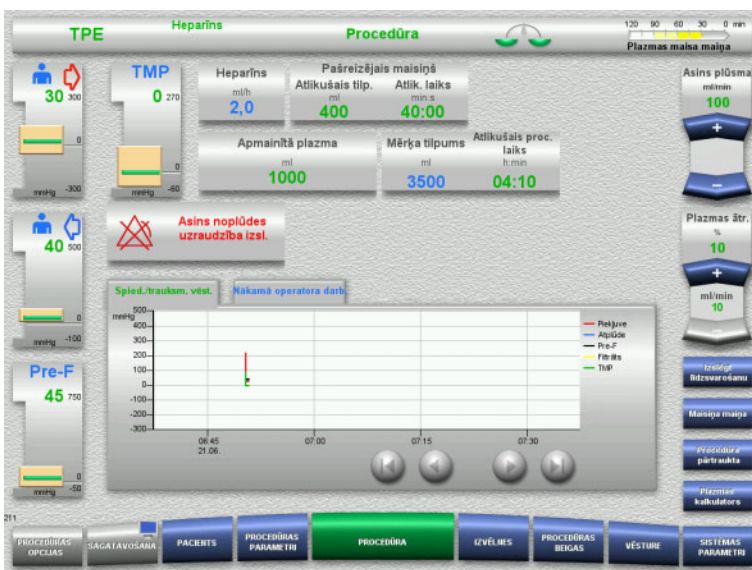 TPE
Heparīns
Procedūra
120 90 60 30 0 min
Plazmas maisa maiņa
30 300
0
mmHg -300
TMP
0 270
0
mmHg -60
Heparīns
ml/h
2,0
Pašreizējais maisiņš
Atlikušais tilp.
ml
400
Atlik. laiks
min:s
40:00
Apmainītā plazma
ml
1000
Mērķa tilpums
ml
3500
Atlikušais proc. laiks
h:min
04:10
Asins plūsma
ml/min
100
+
–
40 500
0
mmHg -100
Asins noplūdes
uzraudzība izsl.
Plazmas ātr.
%
10
+
ml/min
10
–
Spied./trauksm. vēst.
Nākamā operatora darb.
mmHg
500
400
300
200
100
0
-100
-200
-300
06:45
21.06.
07:00
07:15
07:30
Piekļuve
Atplūde
Pre-F
Filtrāts
TMP
Pre-F
45 750
0
mmHg -50
Izslēgt
līdzsvarošanu
Maisiņa maiņa
Procedūra
pārtraukta
Plazmas
kalkulators
211
PROCEDŪRAS
OPCIJAS
SAGATAVOŠANA
PACIENTS
PROCEDŪRAS
PARAMETRI
PROCEDŪRA
IZVĒLNES
PROCEDŪRAS
BEIGAS
VĒSTURE
SISTĒMAS
PARAMETRI